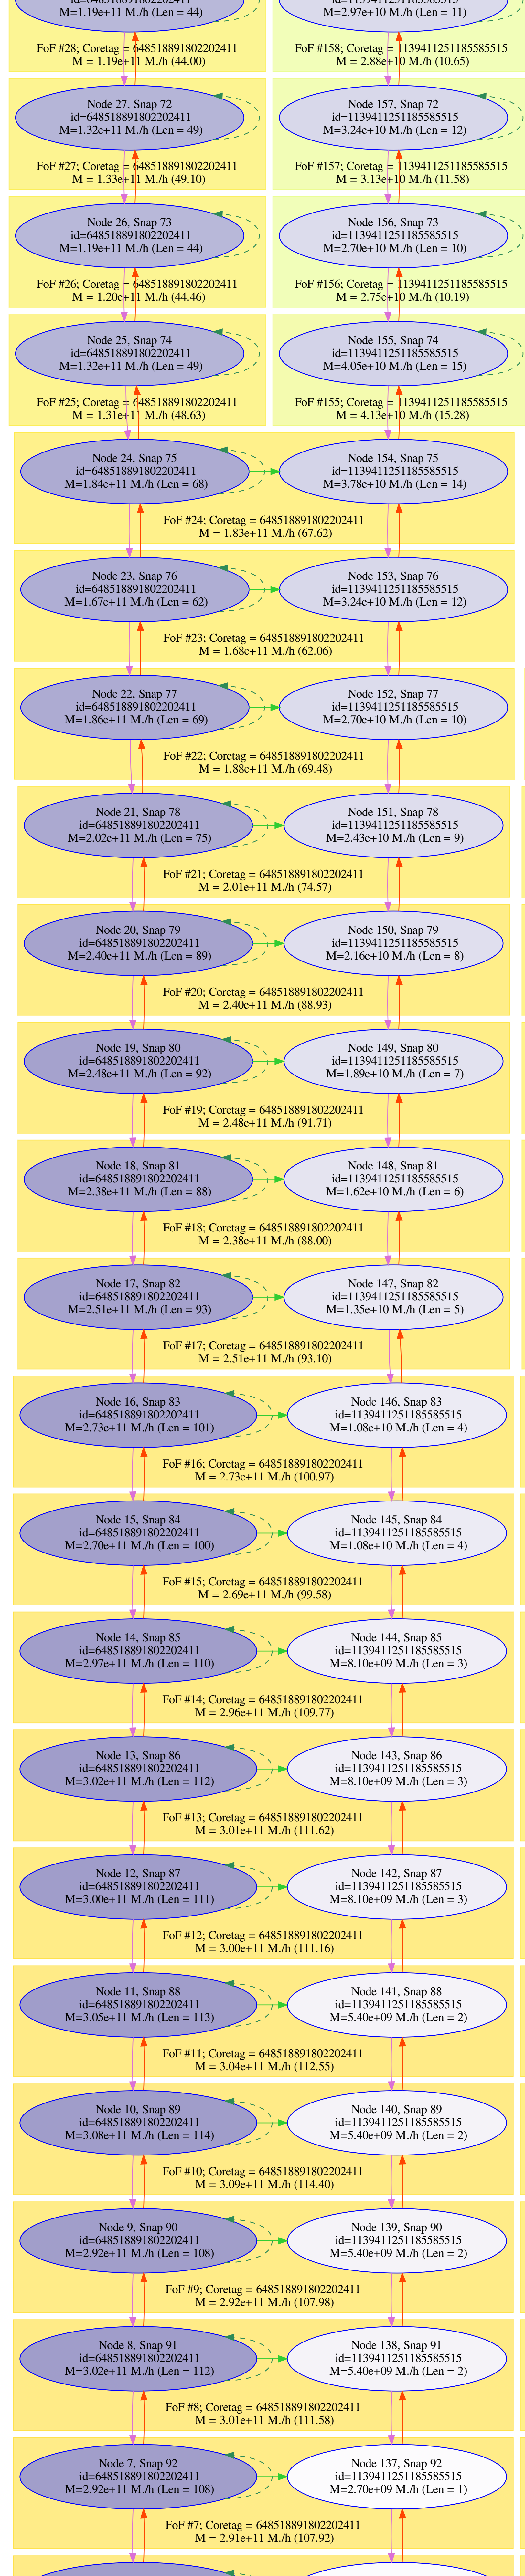 M=1.19e+11 M./h (Len = 44)
FoF #28; Coretag = 648518891802202411
M = 1.19e+11 M./h (44.00)
M=2.97e+10 M./h (Len = 11)
FoF #158; Coretag = 1139411251185585515
M = 2.88e+10 M./h (10.65)
Node 27, Snap 72
id=648518891802202411
M=1.32e+11 M./h (Len = 49)
FoF #27; Coretag = 648518891802202411
M = 1.33e+11 M./h (49.10)
Node 157, Snap 72
id=1139411251185585515
M=3.24e+10 M./h (Len = 12)
FoF #157; Coretag = 1139411251185585515
M = 3.13e+10 M./h (11.58)
Node 26, Snap 73
id=648518891802202411
M=1.19e+11 M./h (Len = 44)
FoF #26; Coretag = 648518891802202411
M = 1.20e+11 M./h (44.46)
Node 156, Snap 73
id=1139411251185585515
M=2.70e+10 M./h (Len = 10)
FoF #156; Coretag = 1139411251185585515
M = 2.75e+10 M./h (10.19)
Node 25, Snap 74
id=648518891802202411
M=1.32e+11 M./h (Len = 49)
FoF #25; Coretag = 648518891802202411
M = 1.31e+11 M./h (48.63)
Node 155, Snap 74
id=1139411251185585515
M=4.05e+10 M./h (Len = 15)
FoF #155; Coretag = 1139411251185585515
M = 4.13e+10 M./h (15.28)
Node 24, Snap 75
id=648518891802202411
M=1.84e+11 M./h (Len = 68)
Node 154, Snap 75
id=1139411251185585515
M=3.78e+10 M./h (Len = 14)
FoF #24; Coretag = 648518891802202411
M = 1.83e+11 M./h (67.62)
Node 23, Snap 76
id=648518891802202411
M=1.67e+11 M./h (Len = 62)
Node 153, Snap 76
id=1139411251185585515
M=3.24e+10 M./h (Len = 12)
FoF #23; Coretag = 648518891802202411
M = 1.68e+11 M./h (62.06)
Node 22, Snap 77
id=648518891802202411
M=1.86e+11 M./h (Len = 69)
Node 152, Snap 77
id=1139411251185585515
M=2.70e+10 M./h (Len = 10)
FoF #22; Coretag = 648518891802202411
M = 1.88e+11 M./h (69.48)
Node 21, Snap 78
id=648518891802202411
M=2.02e+11 M./h (Len = 75)
Node 151, Snap 78
id=1139411251185585515
M=2.43e+10 M./h (Len = 9)
FoF #21; Coretag = 648518891802202411
M = 2.01e+11 M./h (74.57)
Node 20, Snap 79
id=648518891802202411
M=2.40e+11 M./h (Len = 89)
Node 150, Snap 79
id=1139411251185585515
M=2.16e+10 M./h (Len = 8)
FoF #20; Coretag = 648518891802202411
M = 2.40e+11 M./h (88.93)
Node 19, Snap 80
id=648518891802202411
M=2.48e+11 M./h (Len = 92)
Node 149, Snap 80
id=1139411251185585515
M=1.89e+10 M./h (Len = 7)
FoF #19; Coretag = 648518891802202411
M = 2.48e+11 M./h (91.71)
Node 18, Snap 81
id=648518891802202411
M=2.38e+11 M./h (Len = 88)
Node 148, Snap 81
id=1139411251185585515
M=1.62e+10 M./h (Len = 6)
FoF #18; Coretag = 648518891802202411
M = 2.38e+11 M./h (88.00)
Node 17, Snap 82
id=648518891802202411
M=2.51e+11 M./h (Len = 93)
Node 147, Snap 82
id=1139411251185585515
M=1.35e+10 M./h (Len = 5)
FoF #17; Coretag = 648518891802202411
M = 2.51e+11 M./h (93.10)
Node 16, Snap 83
id=648518891802202411
M=2.73e+11 M./h (Len = 101)
Node 146, Snap 83
id=1139411251185585515
M=1.08e+10 M./h (Len = 4)
FoF #16; Coretag = 648518891802202411
M = 2.73e+11 M./h (100.97)
Node 15, Snap 84
id=648518891802202411
M=2.70e+11 M./h (Len = 100)
Node 145, Snap 84
id=1139411251185585515
M=1.08e+10 M./h (Len = 4)
FoF #15; Coretag = 648518891802202411
M = 2.69e+11 M./h (99.58)
Node 14, Snap 85
id=648518891802202411
M=2.97e+11 M./h (Len = 110)
Node 144, Snap 85
id=1139411251185585515
M=8.10e+09 M./h (Len = 3)
FoF #14; Coretag = 648518891802202411
M = 2.96e+11 M./h (109.77)
Node 13, Snap 86
id=648518891802202411
M=3.02e+11 M./h (Len = 112)
Node 143, Snap 86
id=1139411251185585515
M=8.10e+09 M./h (Len = 3)
FoF #13; Coretag = 648518891802202411
M = 3.01e+11 M./h (111.62)
Node 12, Snap 87
id=648518891802202411
M=3.00e+11 M./h (Len = 111)
Node 142, Snap 87
id=1139411251185585515
M=8.10e+09 M./h (Len = 3)
FoF #12; Coretag = 648518891802202411
M = 3.00e+11 M./h (111.16)
Node 11, Snap 88
id=648518891802202411
M=3.05e+11 M./h (Len = 113)
Node 141, Snap 88
id=1139411251185585515
M=5.40e+09 M./h (Len = 2)
FoF #11; Coretag = 648518891802202411
M = 3.04e+11 M./h (112.55)
Node 10, Snap 89
id=648518891802202411
M=3.08e+11 M./h (Len = 114)
Node 140, Snap 89
id=1139411251185585515
M=5.40e+09 M./h (Len = 2)
FoF #10; Coretag = 648518891802202411
M = 3.09e+11 M./h (114.40)
Node 9, Snap 90
id=648518891802202411
M=2.92e+11 M./h (Len = 108)
Node 139, Snap 90
id=1139411251185585515
M=5.40e+09 M./h (Len = 2)
FoF #9; Coretag = 648518891802202411
M = 2.92e+11 M./h (107.98)
Node 8, Snap 91
id=648518891802202411
M=3.02e+11 M./h (Len = 112)
Node 138, Snap 91
id=1139411251185585515
M=5.40e+09 M./h (Len = 2)
FoF #8; Coretag = 648518891802202411
M = 3.01e+11 M./h (111.58)
Node 7, Snap 92
id=648518891802202411
M=2.92e+11 M./h (Len = 108)
Node 137, Snap 92
id=1139411251185585515
M=2.70e+09 M./h (Len = 1)
FoF #7; Coretag = 648518891802202411
M = 2.91e+11 M./h (107.92)